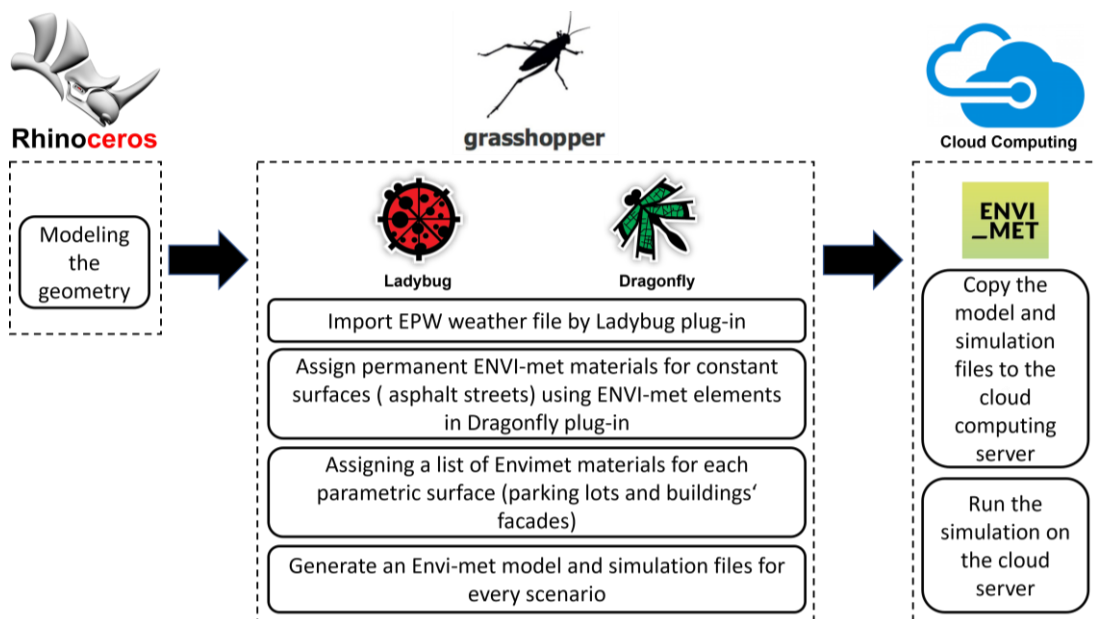 Rhinoceros
Modeling
the
geometry
grasshopper
Ladybug
Dragonfly
Import EPW weather file by Ladybug plug-in
Assign permanent ENVI-met materials for constant
surfaces ( asphalt streets) using ENVI-met elements
in Dragonfly plug-in
Assigning a list of Envimet materials for each
parametric surface (parking lots and buildings‘
facades)
Generate an Envi-met model and simulation files for
every scenario
Cloud Computing
ENVI
_MET
Copy the
model and
simulation
files to the
cloud
computing
server
Run the
simulation on
the cloud
server